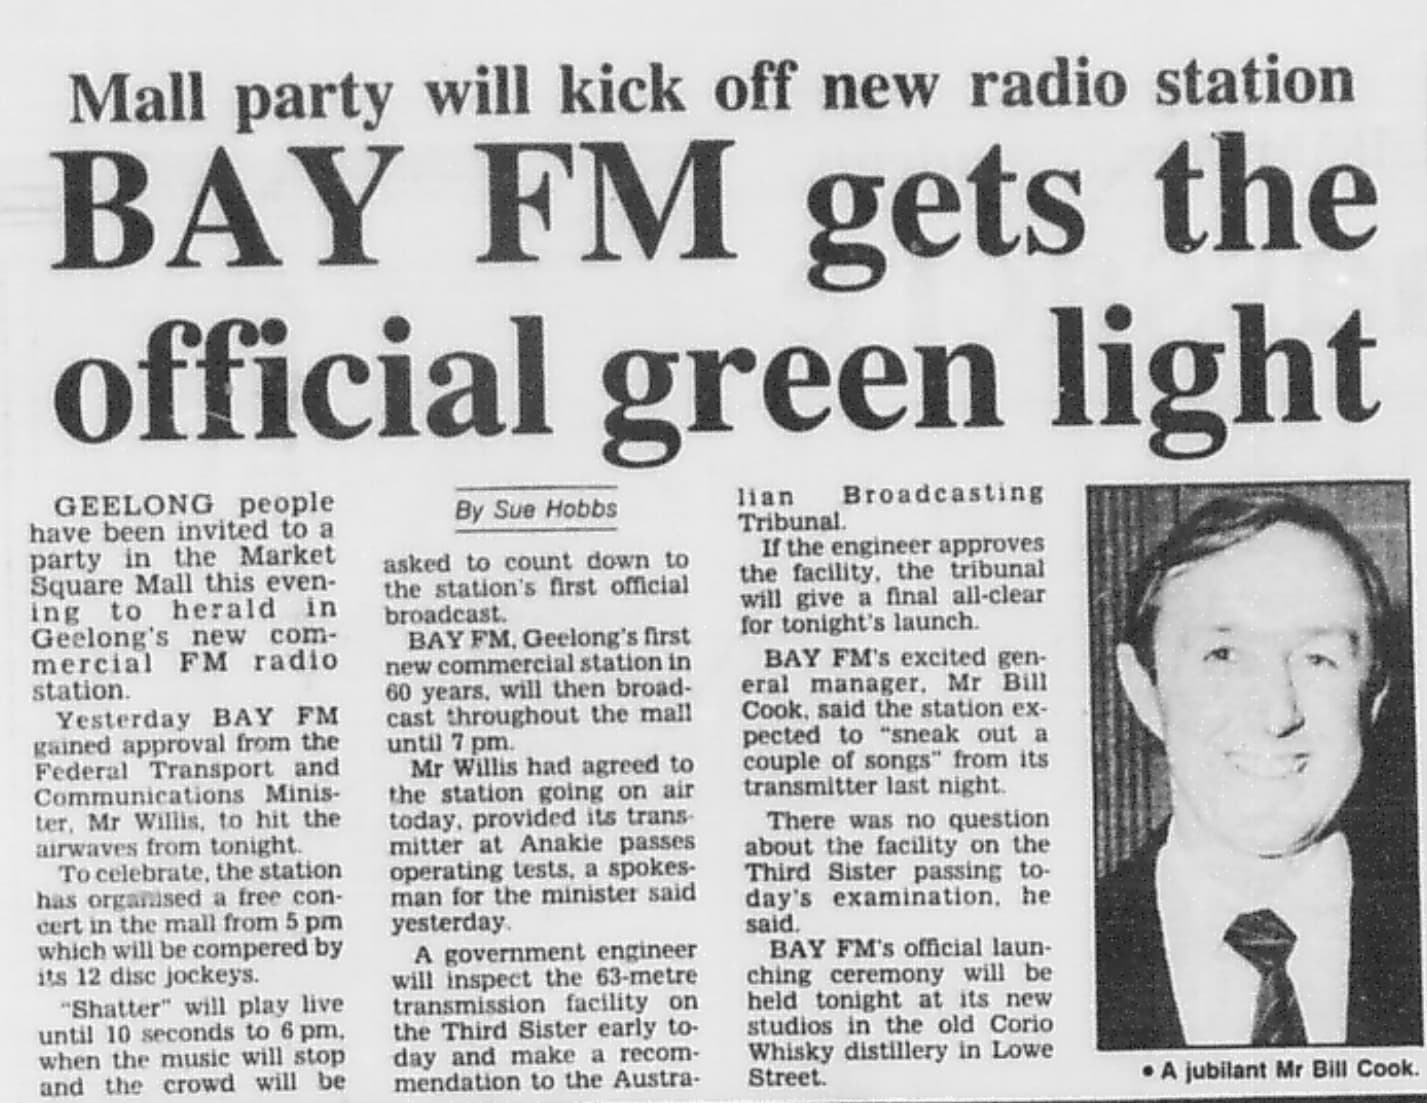 Mall party will kick off new radio station
BAY FM gets the
official green light
GEELONG people
have been invited to a
party in the Market
Square Mall this even-
ing to herald in
Geelong's new com-
mercial FM radio
station.
Yesterday BAY FM
gained approval from the
Federal Transport and
Communications Minis-
ter, Mr Willis, to hit the
airwaves from tonight.
To celebrate, the station
has organised a free con-
cert in the mall from 5 pm
which will be compered by
its 12 disc jockeys.
"Shatter" will play live
until 10 seconds to 6 pm,
when the music will stop
and the crowd will be
By Sue Hobbs
asked to count down to
the station's first official
broadcast.
BAY FM, Geelong's first
new commercial station in
60 years, will then broad-
cast throughout the mall
until 7 pm.
Mr Willis had agreed to
the station going on air
today, provided its trans-
mitter at Anakie passes
operating tests, a spokes-
man for the minister said
yesterday.
A government engineer
will inspect the 63-metre
transmission facility on
the Third Sister early to-
day and make a recom-
mendation to the Austra-
lian Broadcasting
Tribunal.
If the engineer approves
the facility, the tribunal
will give a final all-clear
for tonight's launch.
BAY FM's excited gen-
eral manager, Mr Bill
Cook, said the station ex-
pected to "sneak out a
couple of songs" from its
transmitter last night.
There was no question
about the facility on the
Third Sister passing to-
day's examination, he
said.
BAY FM's official laun-
ching ceremony will be
held tonight at its new
studios in the old Corio
Whisky distillery in Lowe
Street.
• A jubilant Mr Bill Cook.